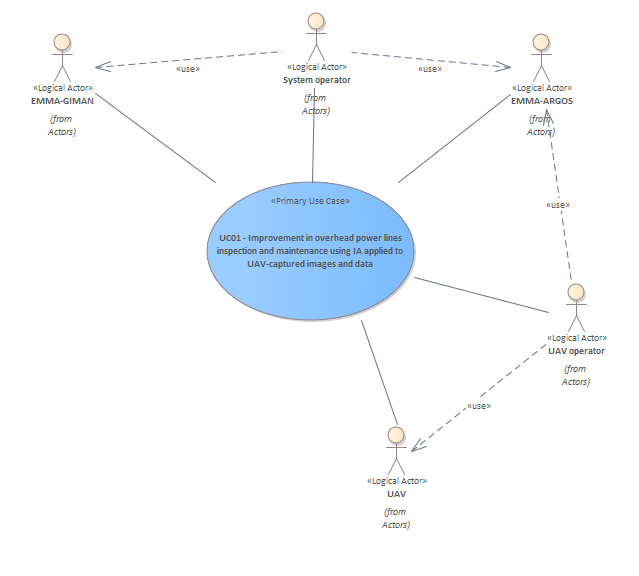 «Logical Actor»
System operator
(from
Actors)
«use»
«use»
«Logical Actor»
EMMA-GIMAN
(from
Actors)
«Logical Actor»
EMMA-ARGOS
(from
Actors)
«Primary Use Case»
UC01 - Improvement in overhead power lines
inspection and maintenance using IA applied to
UAV-captured images and data
«use»
«Logical Actor»
UAV operator
(from
Actors)
«use»
«Logical Actor»
UAV
(from
Actors)